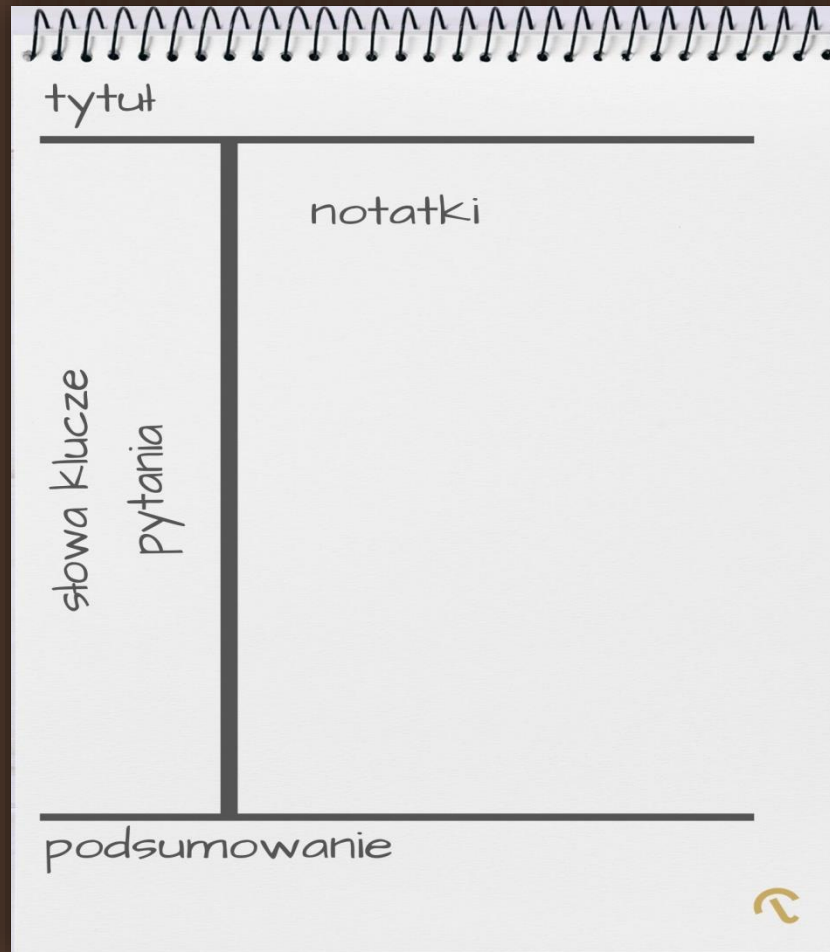 tytuł
notatki
słowa klucze
pytania
podsumowanie